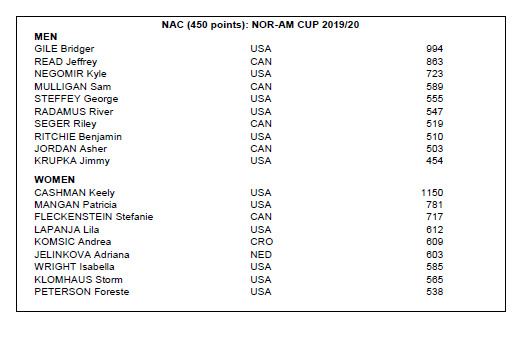 NAC (450 points): NOR-AM CUP 2019/20
MEN
GILE Bridger USA 994
READ Jeffrey CAN 863
NEGOMIR Kyle USA 723
MULLIGAN Sam CAN 589
STEFFEY George USA 555
RADAMUS River USA 547
SEGER Riley CAN 519
RITCHIE Benjamin USA 510
JORDAN Asher CAN 503
KRUPKA Jimmy USA 454
WOMEN
CASHMAN Keely USA 1150
MANGAN Patricia USA 781
FLECKENSTEIN Stefanie CAN 717
LAPANJA Lila USA 612
KOMSIC Andrea CRO 609
JELINKOVA Adriana NED 603
WRIGHT Isabella USA 585
KLOMHAUS Storm USA 565
PETERSON Foreste USA 538